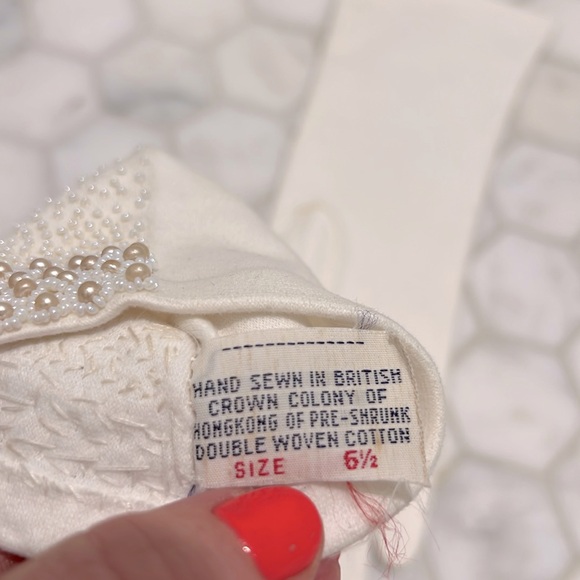 HAND SEWN IN BRITISH
CROWN COLONY OF
HONGKONG OF PRE-SHRUNK
DOUBLE WOVEN COTTON
SIZE 6½